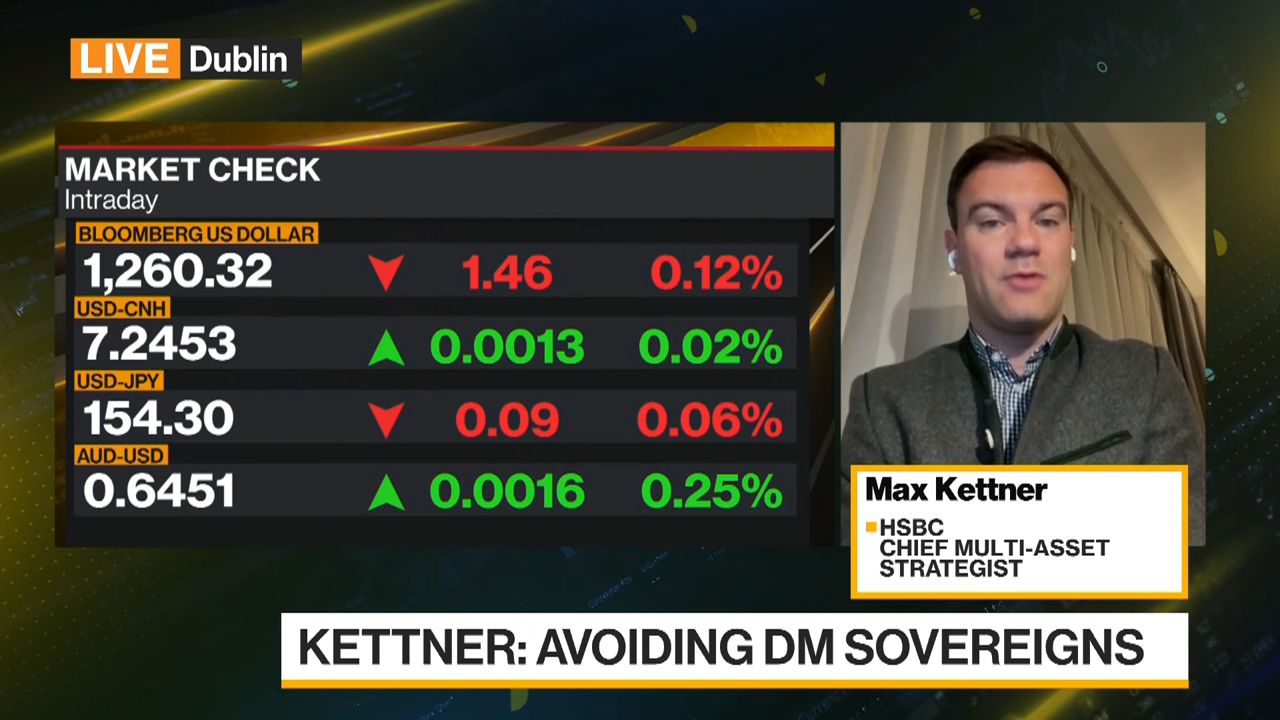 LIVE Dublin
MARKET CHECK
Intraday
BLOOMBERG US DOLLAR
1,260.32 ▼ 1.46 0.12%
USD-CNH
7.2453 ▲ 0.0013 0.02%
USD-JPY
154.30 ▼ 0.09 0.06%
AUD-USD
0.6451 ▲ 0.0016 0.25%
Max Kettner
HSBC
CHIEF MULTI-ASSET
STRATEGIST
KETTNER: AVOIDING DM SOVEREIGNS